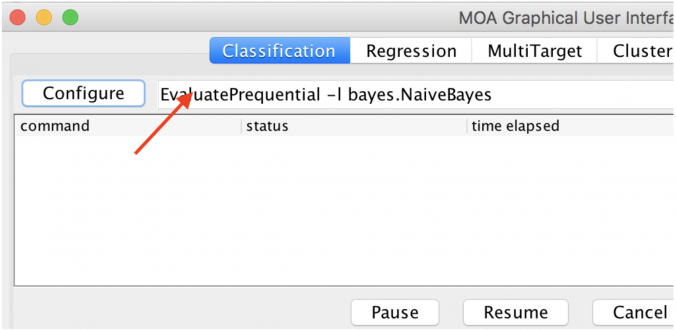 MOA Graphical User Interfa
Classification Regression MultiTarget Cluster
Configure EvaluatePrequential -l bayes.NaiveBayes
command status time elapsed
Pause Resume Cancel